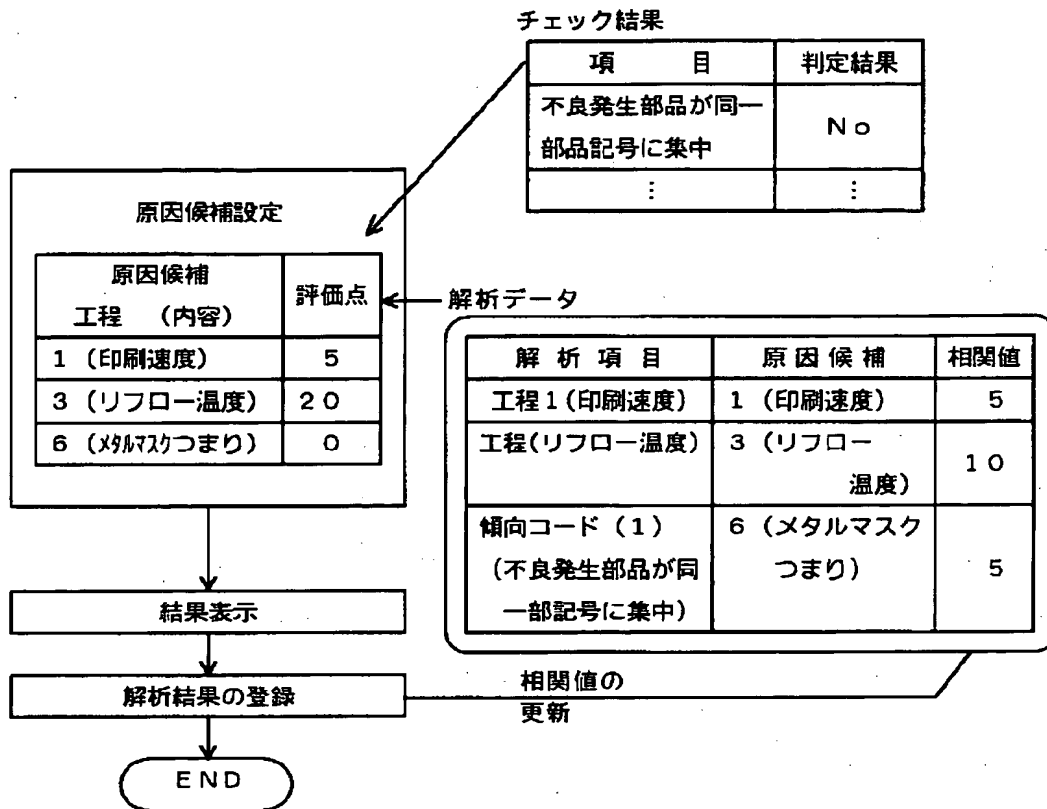 チェック結果
項 目 判定結果
不良発生部品が同一
部品記号に集中
No
⋮ ⋮
原因候補設定
原因候補
工程 (内容)
評価点
1 (印刷速度) 5
3 (リフロー温度) 20
6 (メタルマスクつまり) 0
解析データ
解析項目 原因候補 相関値
工程1(印刷速度) 1 (印刷速度) 5
工程(リフロー温度) 3 (リフロー
温度)
10
傾向コード(1)
(不良発生部品が同
一部記号に集中)
6 (メタルマスク
つまり)
5
結果表示
解析結果の登録
相関値の
更新
END